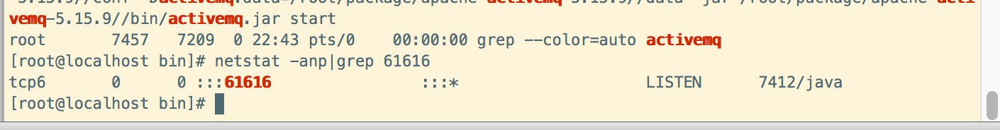 vemq-5.15.9//bin/activemq.jar start
root       7457   7209  0 22:43 pts/0    00:00:00 grep --color=auto activemq
[root@localhost bin]# netstat -anp|grep 61616
tcp6       0      0 :::61616                :::*                    LISTEN      7412/java
[root@localhost bin]#